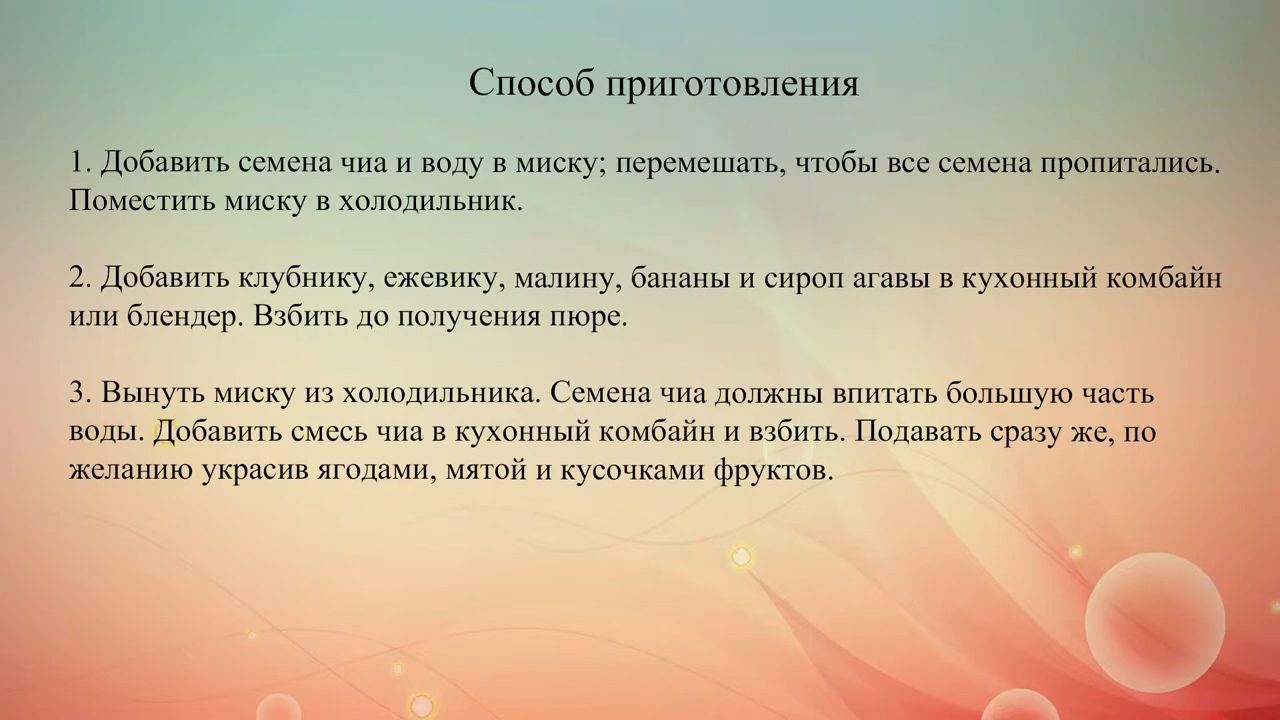 Способ приготовления
1. Добавить семена чиа и воду в миску; перемешать, чтобы все семена пропитались.
Поместить миску в холодильник.
2. Добавить клубнику, ежевику, малину, бананы и сироп агавы в кухонный комбайн
или блендер. Взбить до получения пюре.
3. Вынуть миску из холодильника. Семена чиа должны впитать большую часть
воды. Добавить смесь чиа в кухонный комбайн и взбить. Подавать сразу же, по
желанию украсив ягодами, мятой и кусочками фруктов.